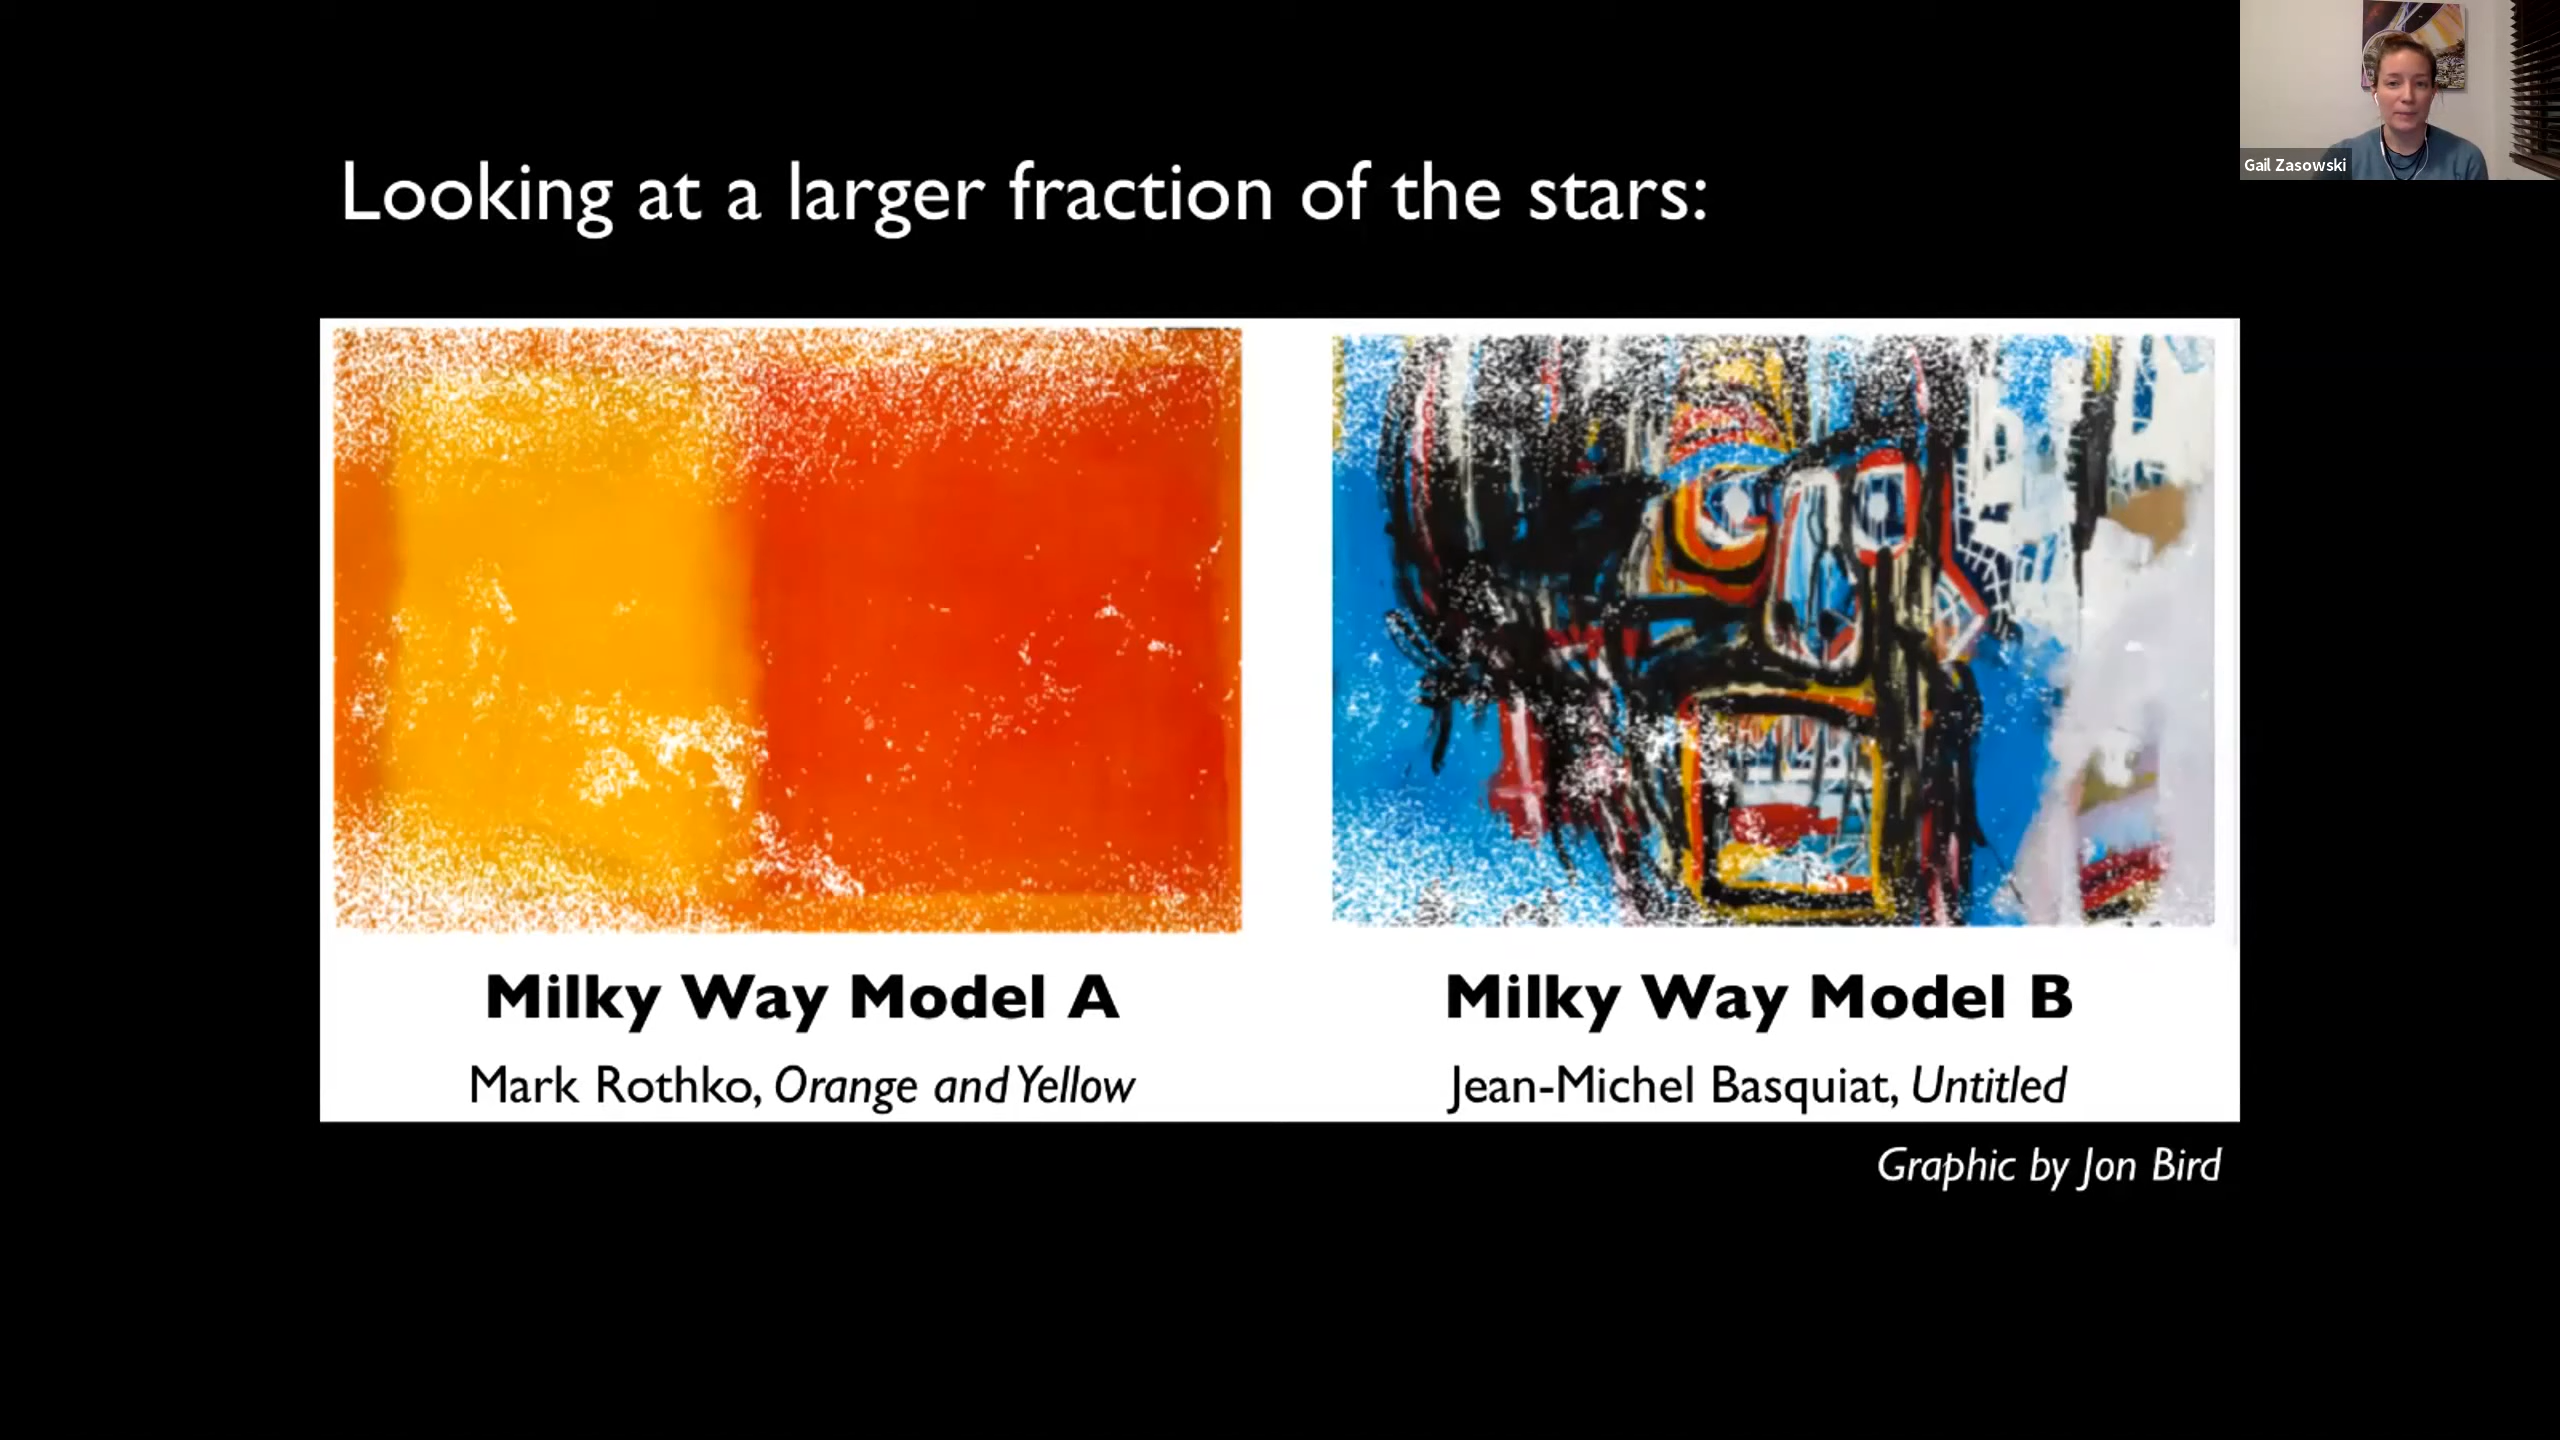 Gail Zasowski
Looking at a larger fraction of the stars:
Milky Way Model A
Mark Rothko, Orange and Yellow
Milky Way Model B
Jean-Michel Basquiat, Untitled
Graphic by Jon Bird